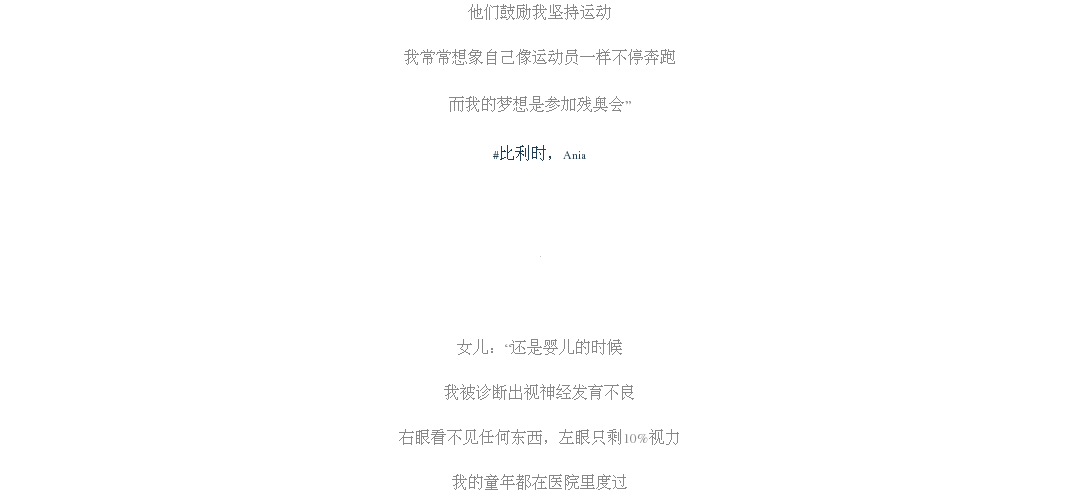 他们鼓励我坚持运动
我常常想象自己像运动员一样不停奔跑
而我的梦想是参加残奥会”
#比利时，Ania
女儿：“还是婴儿的时候
我被诊断出视神经发育不良
右眼看不见任何东西，左眼只剩10%视力
我的童年都在医院里度过